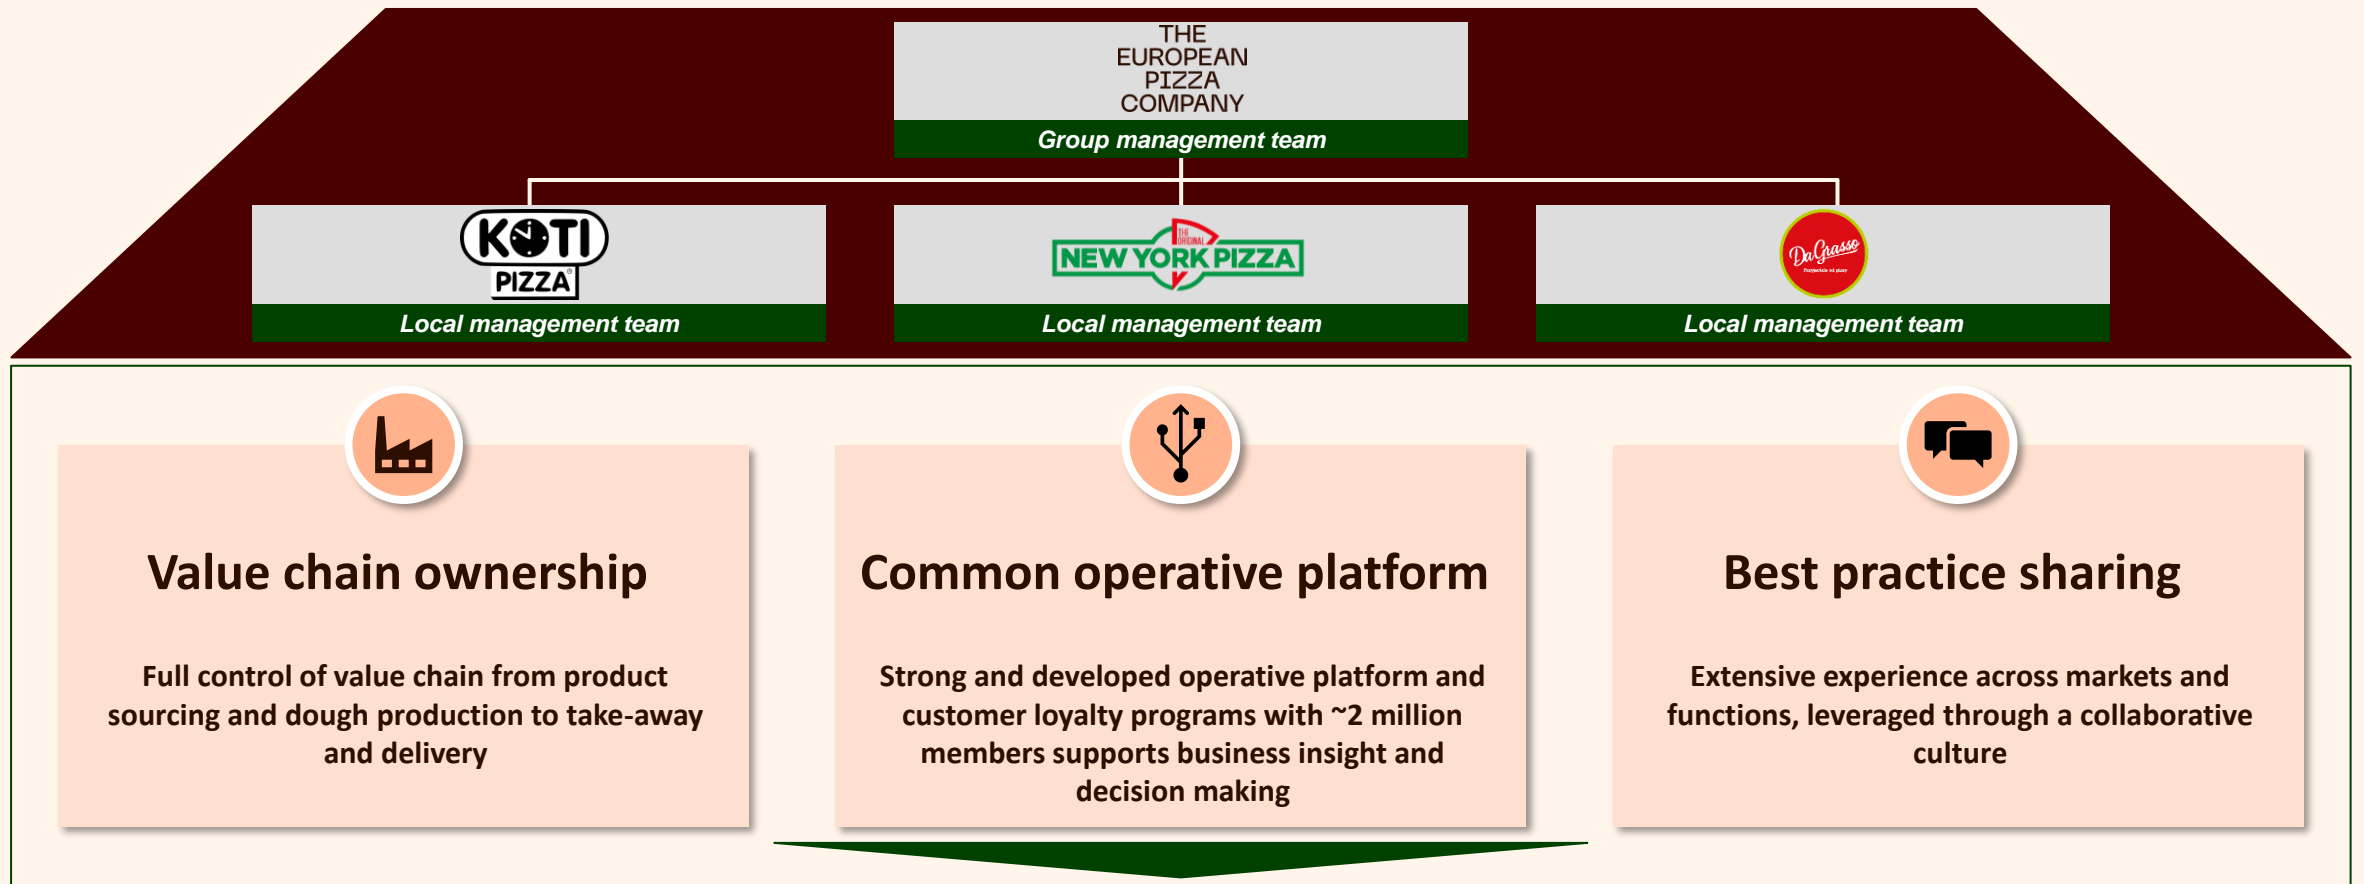 THE
EUROPEAN
PIZZA
COMPANY
Group management team
KOTI
PIZZA®
Local management team
THE
ORIGINAL
NEW YORK PIZZA
Local management team
DaGrasso
Local management team
Value chain ownership
Full control of value chain from product
sourcing and dough production to take-away
and delivery
Common operative platform
Strong and developed operative platform and
customer loyalty programs with ~2 million
members supports business insight and
decision making
Best practice sharing
Extensive experience across markets and
functions, leveraged through a collaborative
culture